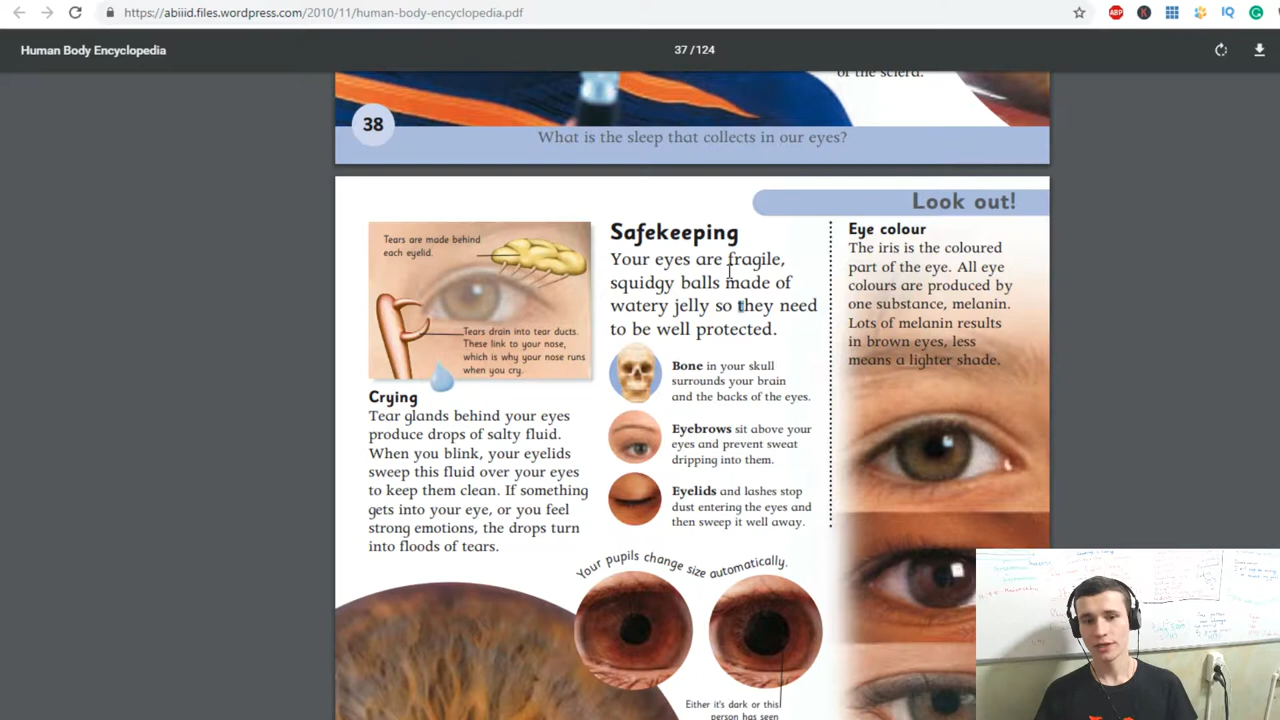 https://abiiid.files.wordpress.com/2010/11/human-body-encyclopedia.pdf
ABP
K
IQ
G
Human Body Encyclopedia
37 / 124
of the sclera.
38
What is the sleep that collects in our eyes?
Look out!
Tears are made behind
each eyelid.
Tears drain into tear ducts.
These link to your nose,
which is why your nose runs
when you cry.
Crying
Tear glands behind your eyes
produce drops of salty fluid.
When you blink, your eyelids
sweep this fluid over your eyes
to keep them clean. If something
gets into your eye, or you feel
strong emotions, the drops turn
into floods of tears.
Safekeeping
Your eyes are fragile,
squidgy balls made of
watery jelly so they need
to be well protected.
Bone in your skull
surrounds your brain
and the backs of the eyes.
Eyebrows sit above your
eyes and prevent sweat
dripping into them.
Eyelids and lashes stop
dust entering the eyes and
then sweep it well away.
Your pupils change size automatically.
Either it's dark or this
person has seen
Eye colour
The iris is the coloured
part of the eye. All eye
colours are produced by
one substance, melanin.
Lots of melanin results
in brown eyes, less
means a lighter shade.